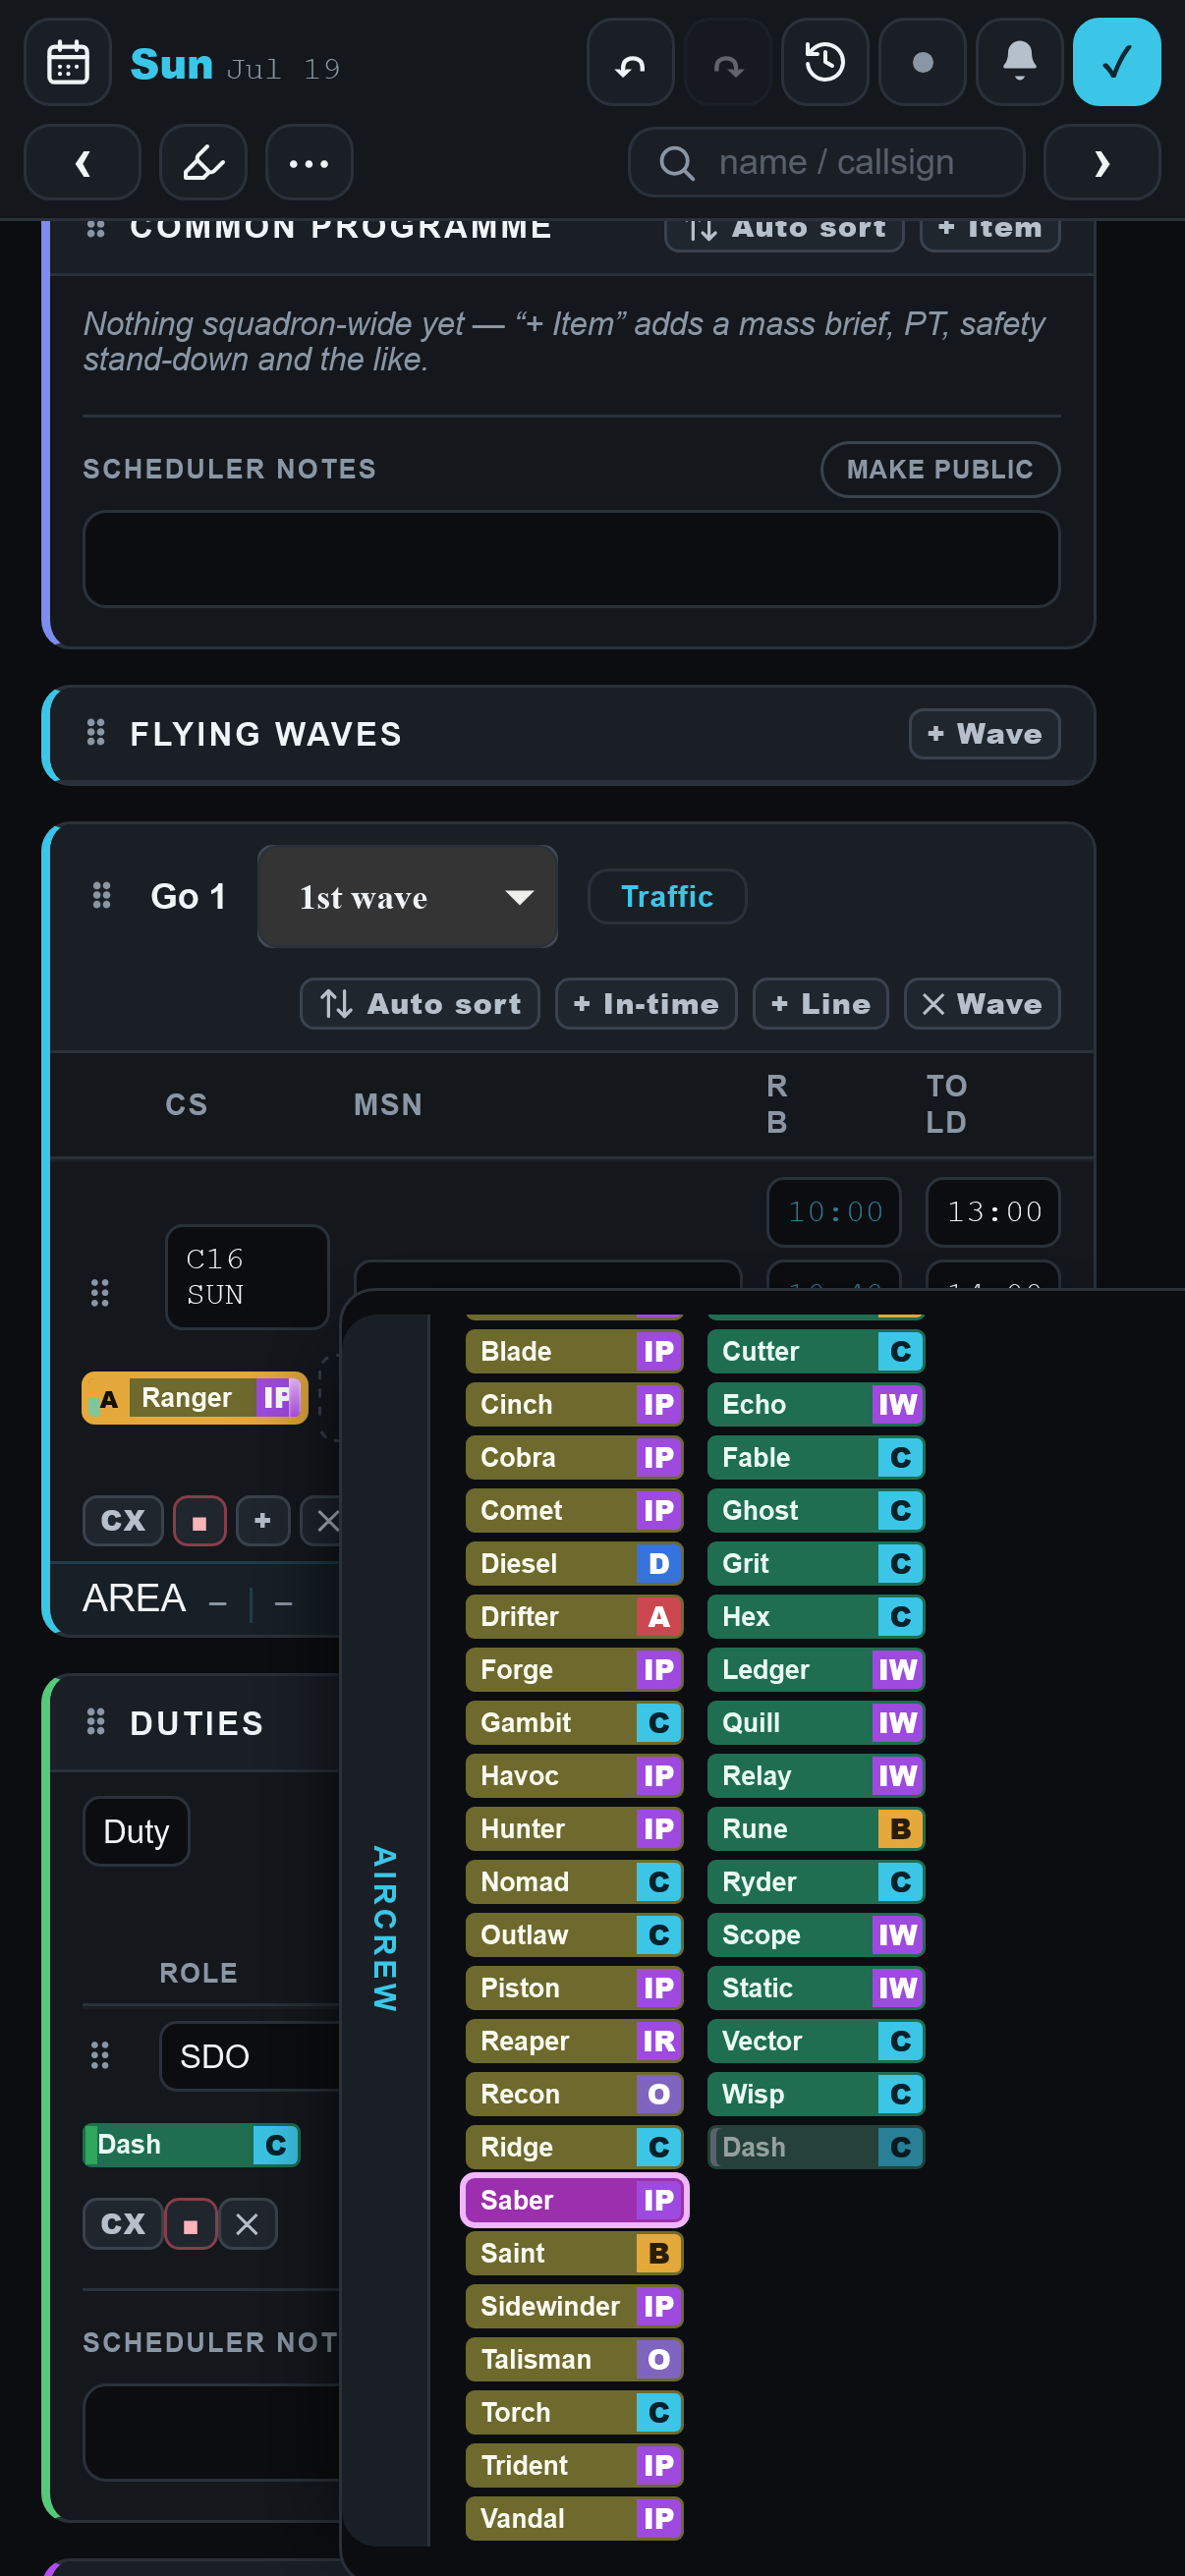 Sun Jul 19
name / callsign
COMMON PROGRAMME
Auto sort
+ Item
Nothing squadron-wide yet — “+ Item” adds a mass brief, PT, safety
stand-down and the like.
SCHEDULER NOTES
MAKE PUBLIC
FLYING WAVES
+ Wave
Go 1
1st wave
Traffic
Auto sort
+ In-time
+ Line
× Wave
CS
MSN
R
B
TO
LD
10:00
13:00
C16
SUN
A Ranger IP
CX
AREA – | –
DUTIES
Duty
ROLE
SDO
Dash C
CX
SCHEDULER NOT
AIRCREW
Blade IP
Cinch IP
Cobra IP
Comet IP
Diesel D
Drifter A
Forge IP
Gambit C
Havoc IP
Hunter IP
Nomad C
Outlaw C
Piston IP
Reaper IR
Recon O
Ridge C
Saber IP
Saint B
Sidewinder IP
Talisman O
Torch C
Trident IP
Vandal IP
Cutter C
Echo IW
Fable C
Ghost C
Grit C
Hex C
Ledger IW
Quill IW
Relay IW
Rune B
Ryder C
Scope IW
Static IW
Vector C
Wisp C
Dash C